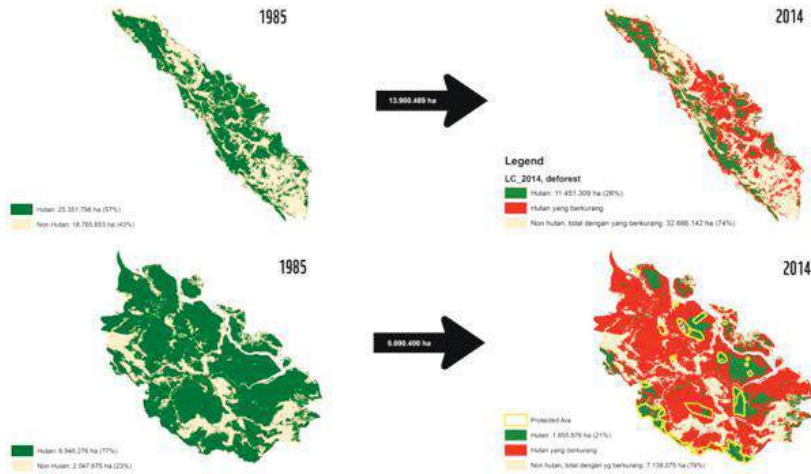 1985
2014
13.900.489 ha
Legend
LC_2014, deforest
Hutan: 11.451.309 ha (26%)
Hutan yang berkurang
Non hutan, total dengan yang berkurang: 32.666.142 ha (74%)
Hutan: 25.351.798 ha (57%)
Non Hutan: 18.765.653 ha (43%)
1985
2014
5.090.400 ha
Protected Ara
Hutan: 1.855.876 ha (21%)
Hutan yang berkurang
Non hutan, total dengan yg berkurang: 7.138.075 ha (79%)
Hutan: 6.946.276 ha (77%)
Non Hutan: 2.047.675 ha (23%)